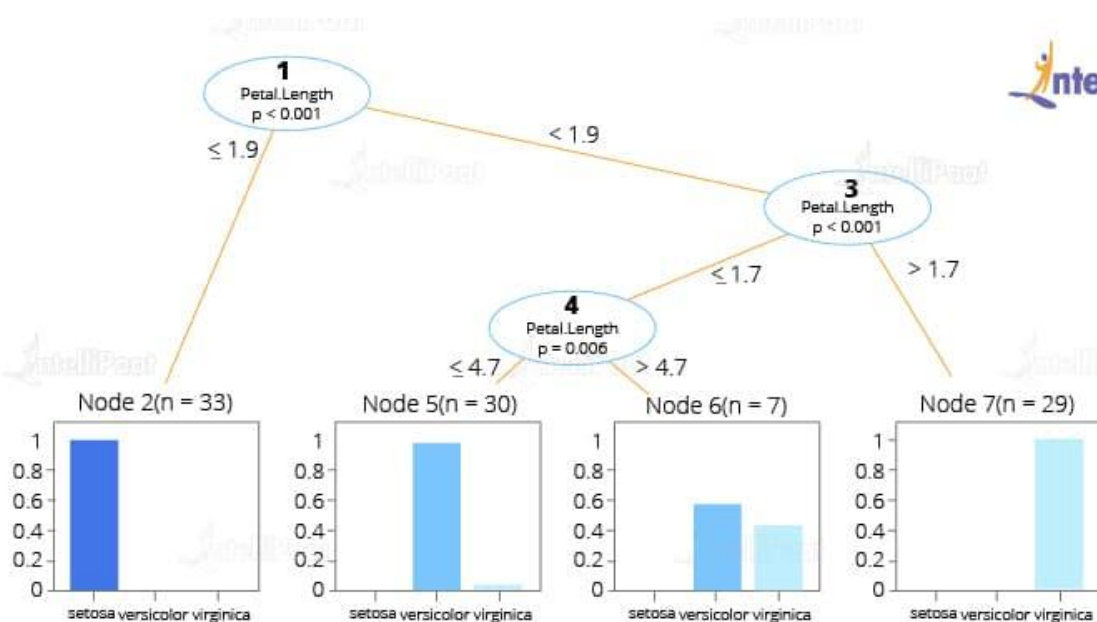 1
Petal.Length
p < 0.001
nte
≤ 1.9
< 1.9
IntelliPaat
3
Petal.Length
p < 0.001
≤ 1.7
> 1.7
4
Petal.Length
p = 0.006
IntelliPaat
≤ 4.7
> 4.7
Node 2(n = 33)
Node 5(n = 30)
Node 6(n = 7)
Node 7(n = 29)
1
0.8
0.6
0.4
0.2
0
setosa versicolor virginica
1
0.8
0.6
0.4
0.2
0
setosa versicolor virginica
1
0.8
0.6
0.4
0.2
0
setosa versicolor virginica
1
0.8
0.6
0.4
0.2
0
setosa versicolor virginica